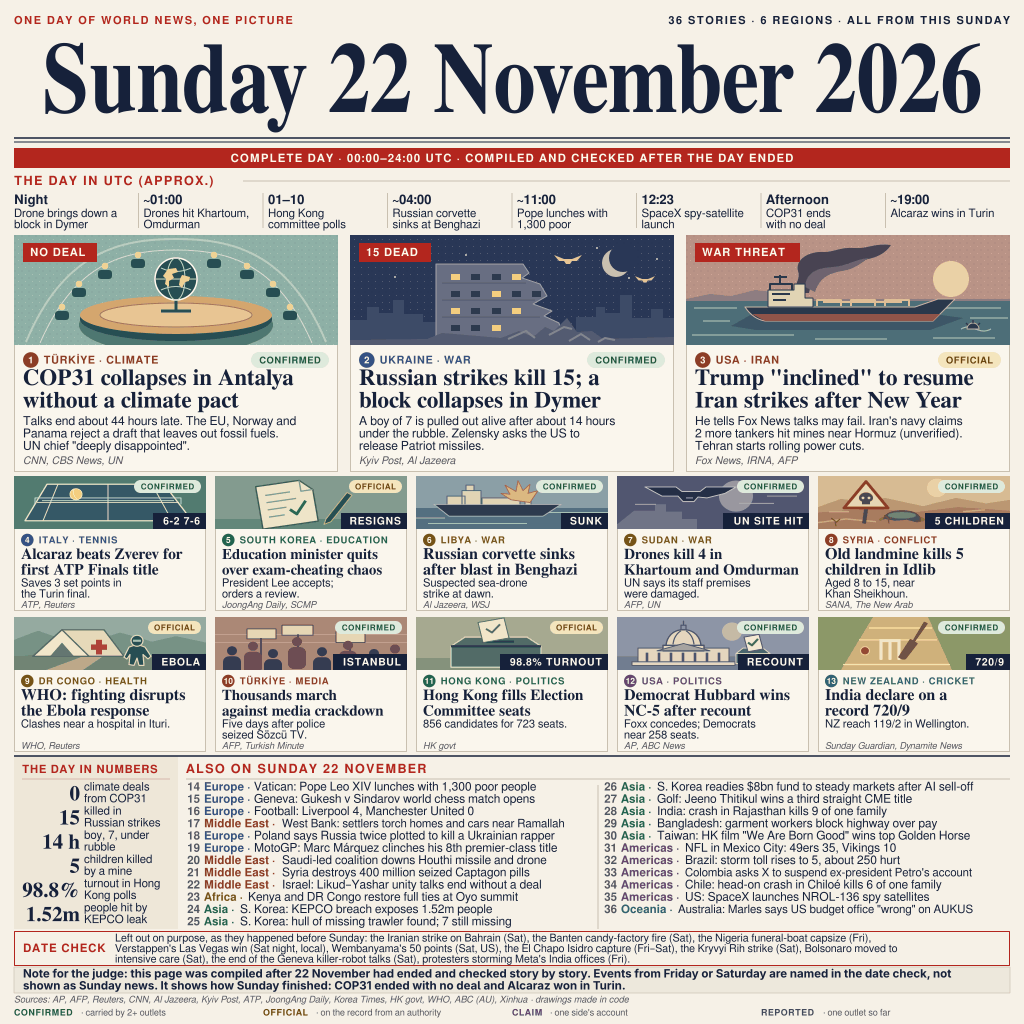 ONE DAY OF WORLD NEWS, ONE PICTURE
36 STORIES · 6 REGIONS · ALL FROM THIS SUNDAY
Sunday 22 November 2026
COMPLETE DAY · 00:00–24:00 UTC · COMPILED AND CHECKED AFTER THE DAY ENDED
THE DAY IN UTC (APPROX.)
Night
Drone brings down a
block in Dymer
~01:00
Drones hit Khartoum,
Omdurman
01–10
Hong Kong
committee polls
~04:00
Russian corvette
sinks at Benghazi
~11:00
Pope lunches with
1,300 poor
12:23
SpaceX spy-satellite
launch
Afternoon
COP31 ends
with no deal
~19:00
Alcaraz wins in Turin
NO DEAL
1 TÜRKİYE · CLIMATE
CONFIRMED
COP31 collapses in Antalya
without a climate pact
Talks end about 44 hours late. The EU, Norway and
Panama reject a draft that leaves out fossil fuels.
UN chief "deeply disappointed".
CNN, CBS News, UN
15 DEAD
2 UKRAINE · WAR
CONFIRMED
Russian strikes kill 15; a
block collapses in Dymer
A boy of 7 is pulled out alive after about 14 hours
under the rubble. Zelensky asks the US to
release Patriot missiles.
Kyiv Post, Al Jazeera
WAR THREAT
3 USA · IRAN
OFFICIAL
Trump "inclined" to resume
Iran strikes after New Year
He tells Fox News talks may fail. Iran's navy claims
2 more tankers hit mines near Hormuz (unverified).
Tehran starts rolling power cuts.
Fox News, IRNA, AFP
CONFIRMED
6-2 7-6
4 ITALY · TENNIS
Alcaraz beats Zverev for
first ATP Finals title
Saves 3 set points in
the Turin final.
ATP, Reuters
OFFICIAL
RESIGNS
5 SOUTH KOREA · EDUCATION
Education minister quits
over exam-cheating chaos
President Lee accepts;
orders a review.
JoongAng Daily, SCMP
CONFIRMED
SUNK
6 LIBYA · WAR
Russian corvette sinks
after blast in Benghazi
Suspected sea-drone
strike at dawn.
Al Jazeera, WSJ
CONFIRMED
UN SITE HIT
7 SUDAN · WAR
Drones kill 4 in
Khartoum and Omdurman
UN says its staff premises
were damaged.
AFP, UN
CONFIRMED
5 CHILDREN
8 SYRIA · CONFLICT
Old landmine kills 5
children in Idlib
Aged 8 to 15, near
Khan Sheikhoun.
SANA, The New Arab
OFFICIAL
EBOLA
9 DR CONGO · HEALTH
WHO: fighting disrupts
the Ebola response
Clashes near a hospital in Ituri.
WHO, Reuters
CONFIRMED
ISTANBUL
10 TÜRKİYE · MEDIA
Thousands march
against media crackdown
Five days after police
seized Sözcü TV.
AFP, Turkish Minute
OFFICIAL
98.8% TURNOUT
11 HONG KONG · POLITICS
Hong Kong fills Election
Committee seats
856 candidates for 723 seats.
HK govt
CONFIRMED
RECOUNT
12 USA · POLITICS
Democrat Hubbard wins
NC-5 after recount
Foxx concedes; Democrats
near 258 seats.
AP, ABC News
CONFIRMED
720/9
13 NEW ZEALAND · CRICKET
India declare on a
record 720/9
NZ reach 119/2 in Wellington.
Sunday Guardian, Dynamite News
THE DAY IN NUMBERS
0 climate deals
from COP31
15 killed in
Russian strikes
14 h boy, 7, under
rubble
5 children killed
by a mine
98.8% turnout in Hong
Kong polls
1.52m people hit by
KEPCO leak
ALSO ON SUNDAY 22 NOVEMBER
14 Europe · Vatican: Pope Leo XIV lunches with 1,300 poor people
15 Europe · Geneva: Gukesh v Sindarov world chess match opens
16 Europe · Football: Liverpool 4, Manchester United 0
17 Middle East · West Bank: settlers torch homes and cars near Ramallah
18 Europe · Poland says Russia twice plotted to kill a Ukrainian rapper
19 Europe · MotoGP: Marc Márquez clinches his 8th premier-class title
20 Middle East · Saudi-led coalition downs Houthi missile and drone
21 Middle East · Syria destroys 400 million seized Captagon pills
22 Middle East · Israel: Likud–Yashar unity talks end without a deal
23 Africa · Kenya and DR Congo restore full ties at Oyo summit
24 Asia · S. Korea: KEPCO breach exposes 1.52m people
25 Asia · S. Korea: hull of missing trawler found; 7 still missing
26 Asia · S. Korea readies $8bn fund to steady markets after AI sell-off
27 Asia · Golf: Jeeno Thitikul wins a third straight CME title
28 Asia · India: crash in Rajasthan kills 9 of one family
29 Asia · Bangladesh: garment workers block highway over pay
30 Asia · Taiwan: HK film "We Are Born Good" wins top Golden Horse
31 Americas · NFL in Mexico City: 49ers 35, Vikings 10
32 Americas · Brazil: storm toll rises to 5, about 250 hurt
33 Americas · Colombia asks X to suspend ex-president Petro's account
34 Americas · Chile: head-on crash in Chiloé kills 6 of one family
35 Americas · US: SpaceX launches NROL-136 spy satellites
36 Oceania · Australia: Marles says US budget office "wrong" on AUKUS
DATE CHECK
Left out on purpose, as they happened before Sunday: the Iranian strike on Bahrain (Sat), the Banten candy-factory fire (Sat), the Nigeria funeral-boat capsize (Fri),
Verstappen's Las Vegas win (Sat night, local), Wembanyama's 50 points (Sat, US), the El Chapo Isidro capture (Fri–Sat), the Kryvyi Rih strike (Sat), Bolsonaro moved to
intensive care (Sat), the end of the Geneva killer-robot talks (Sat), protesters storming Meta's India offices (Fri).
Note for the judge: this page was compiled after 22 November had ended and checked story by story. Events from Friday or Saturday are named in the date check, not
shown as Sunday news. It shows how Sunday finished: COP31 ended with no deal and Alcaraz won in Turin.
Sources: AP, AFP, Reuters, CNN, Al Jazeera, Kyiv Post, ATP, JoongAng Daily, Korea Times, HK govt, WHO, ABC (AU), Xinhua · drawings made in code
CONFIRMED · carried by 2+ outlets
OFFICIAL · on the record from an authority
CLAIM · one side's account
REPORTED · one outlet so far